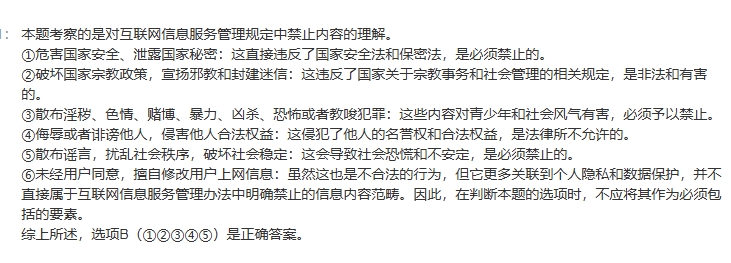 ：本题考察的是对互联网信息服务管理规定中禁止内容的理解。
①危害国家安全、泄露国家秘密：这直接违反了国家安全法和保密法，是必须禁止的。
②破坏国家宗教政策，宣扬邪教和封建迷信：这违反了国家关于宗教事务和社会管理的相关规定，是非法和有害
的。
③散布淫秽、色情、赌博、暴力、凶杀、恐怖或者教唆犯罪：这些内容对青少年和社会风气有害，必须予以禁止。
④侮辱或者诽谤他人，侵害他人合法权益：这侵犯了他人的名誉权和合法权益，是法律所不允许的。
⑤散布谣言，扰乱社会秩序，破坏社会稳定：这会导致社会恐慌和不安定，是必须禁止的。
⑥未经用户同意，擅自修改用户上网信息：虽然这也是不合法的行为，但它更多关联到个人隐私和数据保护，并不
直接属于互联网信息服务管理办法中明确禁止的信息内容范畴。因此，在判断本题的选项时，不应将其作为必须包
括的要素。
综上所述，选项B（①②③④⑤）是正确答案。